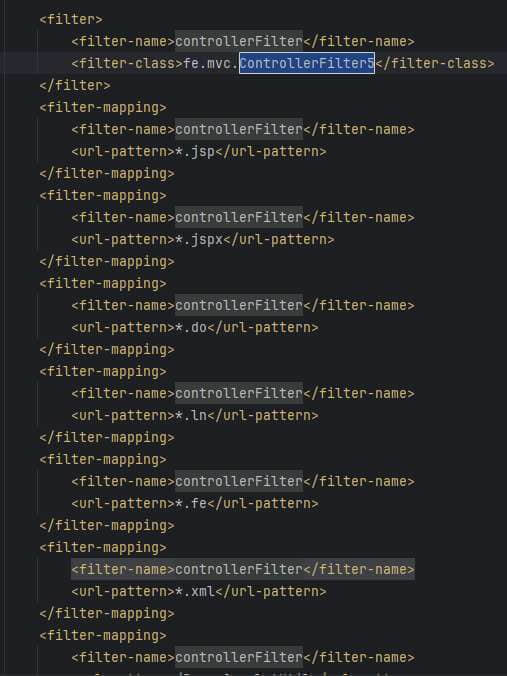 <filter>
<filter-name>controllerFilter</filter-name>
<filter-class>fe.mvc.ControllerFilter5</filter-class>
</filter>
<filter-mapping>
<filter-name>controllerFilter</filter-name>
<url-pattern>*.jsp</url-pattern>
</filter-mapping>
<filter-mapping>
<filter-name>controllerFilter</filter-name>
<url-pattern>*.jspx</url-pattern>
</filter-mapping>
<filter-mapping>
<filter-name>controllerFilter</filter-name>
<url-pattern>*.do</url-pattern>
</filter-mapping>
<filter-mapping>
<filter-name>controllerFilter</filter-name>
<url-pattern>*.ln</url-pattern>
</filter-mapping>
<filter-mapping>
<filter-name>controllerFilter</filter-name>
<url-pattern>*.fe</url-pattern>
</filter-mapping>
<filter-mapping>
<filter-name>controllerFilter</filter-name>
<url-pattern>*.xml</url-pattern>
</filter-mapping>
<filter-mapping>
<filter-name>controllerFilter</filter-name>